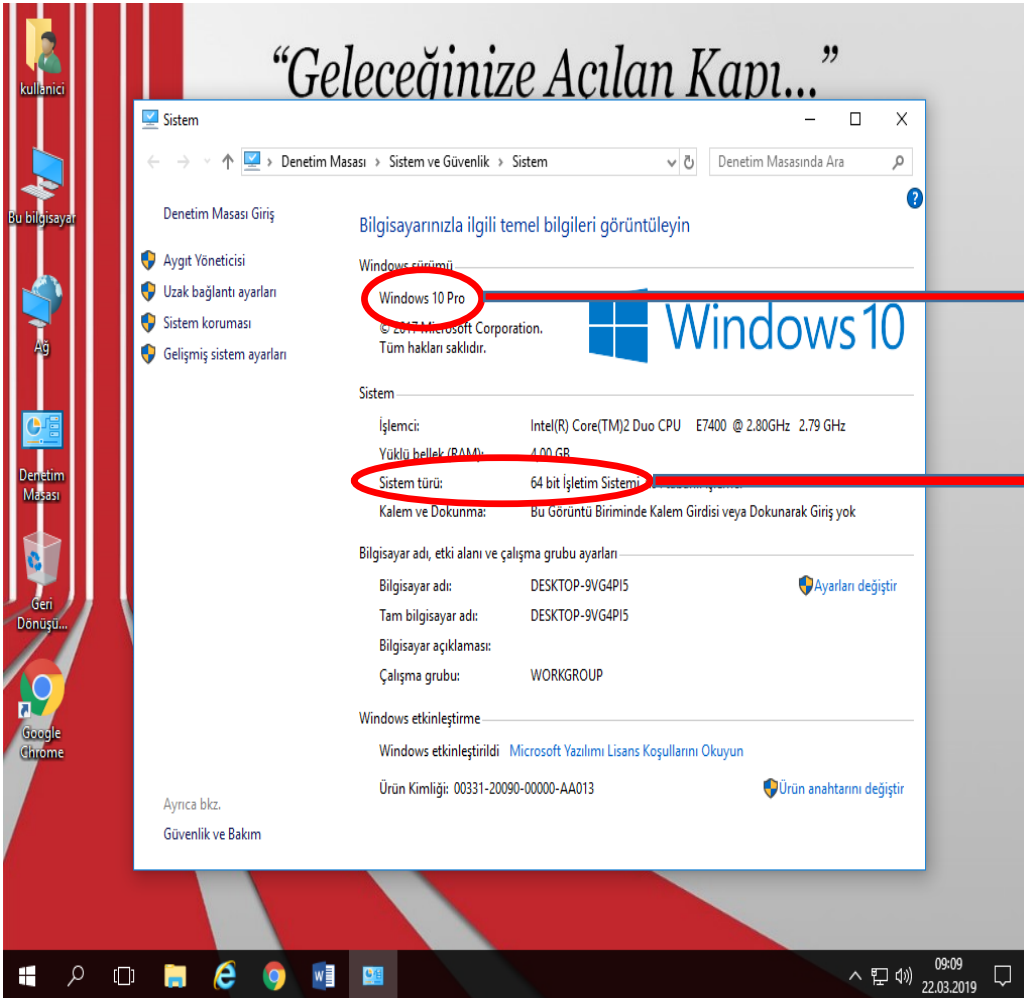 “Geleceğinize Açılan Kapı...”
kullanici
Bu bilgisayar
Ağ
Denetim
Masası
Geri
Dönüşü...
Google
Chrome
Sistem
Denetim Masası › Sistem ve Güvenlik › Sistem
Denetim Masasında Ara
Denetim Masası Giriş
Aygıt Yöneticisi
Uzak bağlantı ayarları
Sistem koruması
Gelişmiş sistem ayarları
Ayrıca bkz.
Güvenlik ve Bakım
Bilgisayarınızla ilgili temel bilgileri görüntüleyin
Windows sürümü
Windows 10 Pro
© 2017 Microsoft Corporation.
Tüm hakları saklıdır.
Windows 10
Sistem
İşlemci: Intel(R) Core(TM)2 Duo CPU E7400 @ 2.80GHz 2.79 GHz
Yüklü bellek (RAM): 4,00 GB
Sistem türü: 64 bit İşletim Sistemi
Kalem ve Dokunma: Bu Görüntü Biriminde Kalem Girdisi veya Dokunarak Giriş yok
Bilgisayar adı, etki alanı ve çalışma grubu ayarları
Bilgisayar adı: DESKTOP-9VG4PI5
Ayarları değiştir
Tam bilgisayar adı: DESKTOP-9VG4PI5
Bilgisayar açıklaması:
Çalışma grubu: WORKGROUP
Windows etkinleştirme
Windows etkinleştirildi Microsoft Yazılımı Lisans Koşullarını Okuyun
Ürün Kimliği: 00331-20090-00000-AA013
Ürün anahtarını değiştir
09:09
22.03.2019